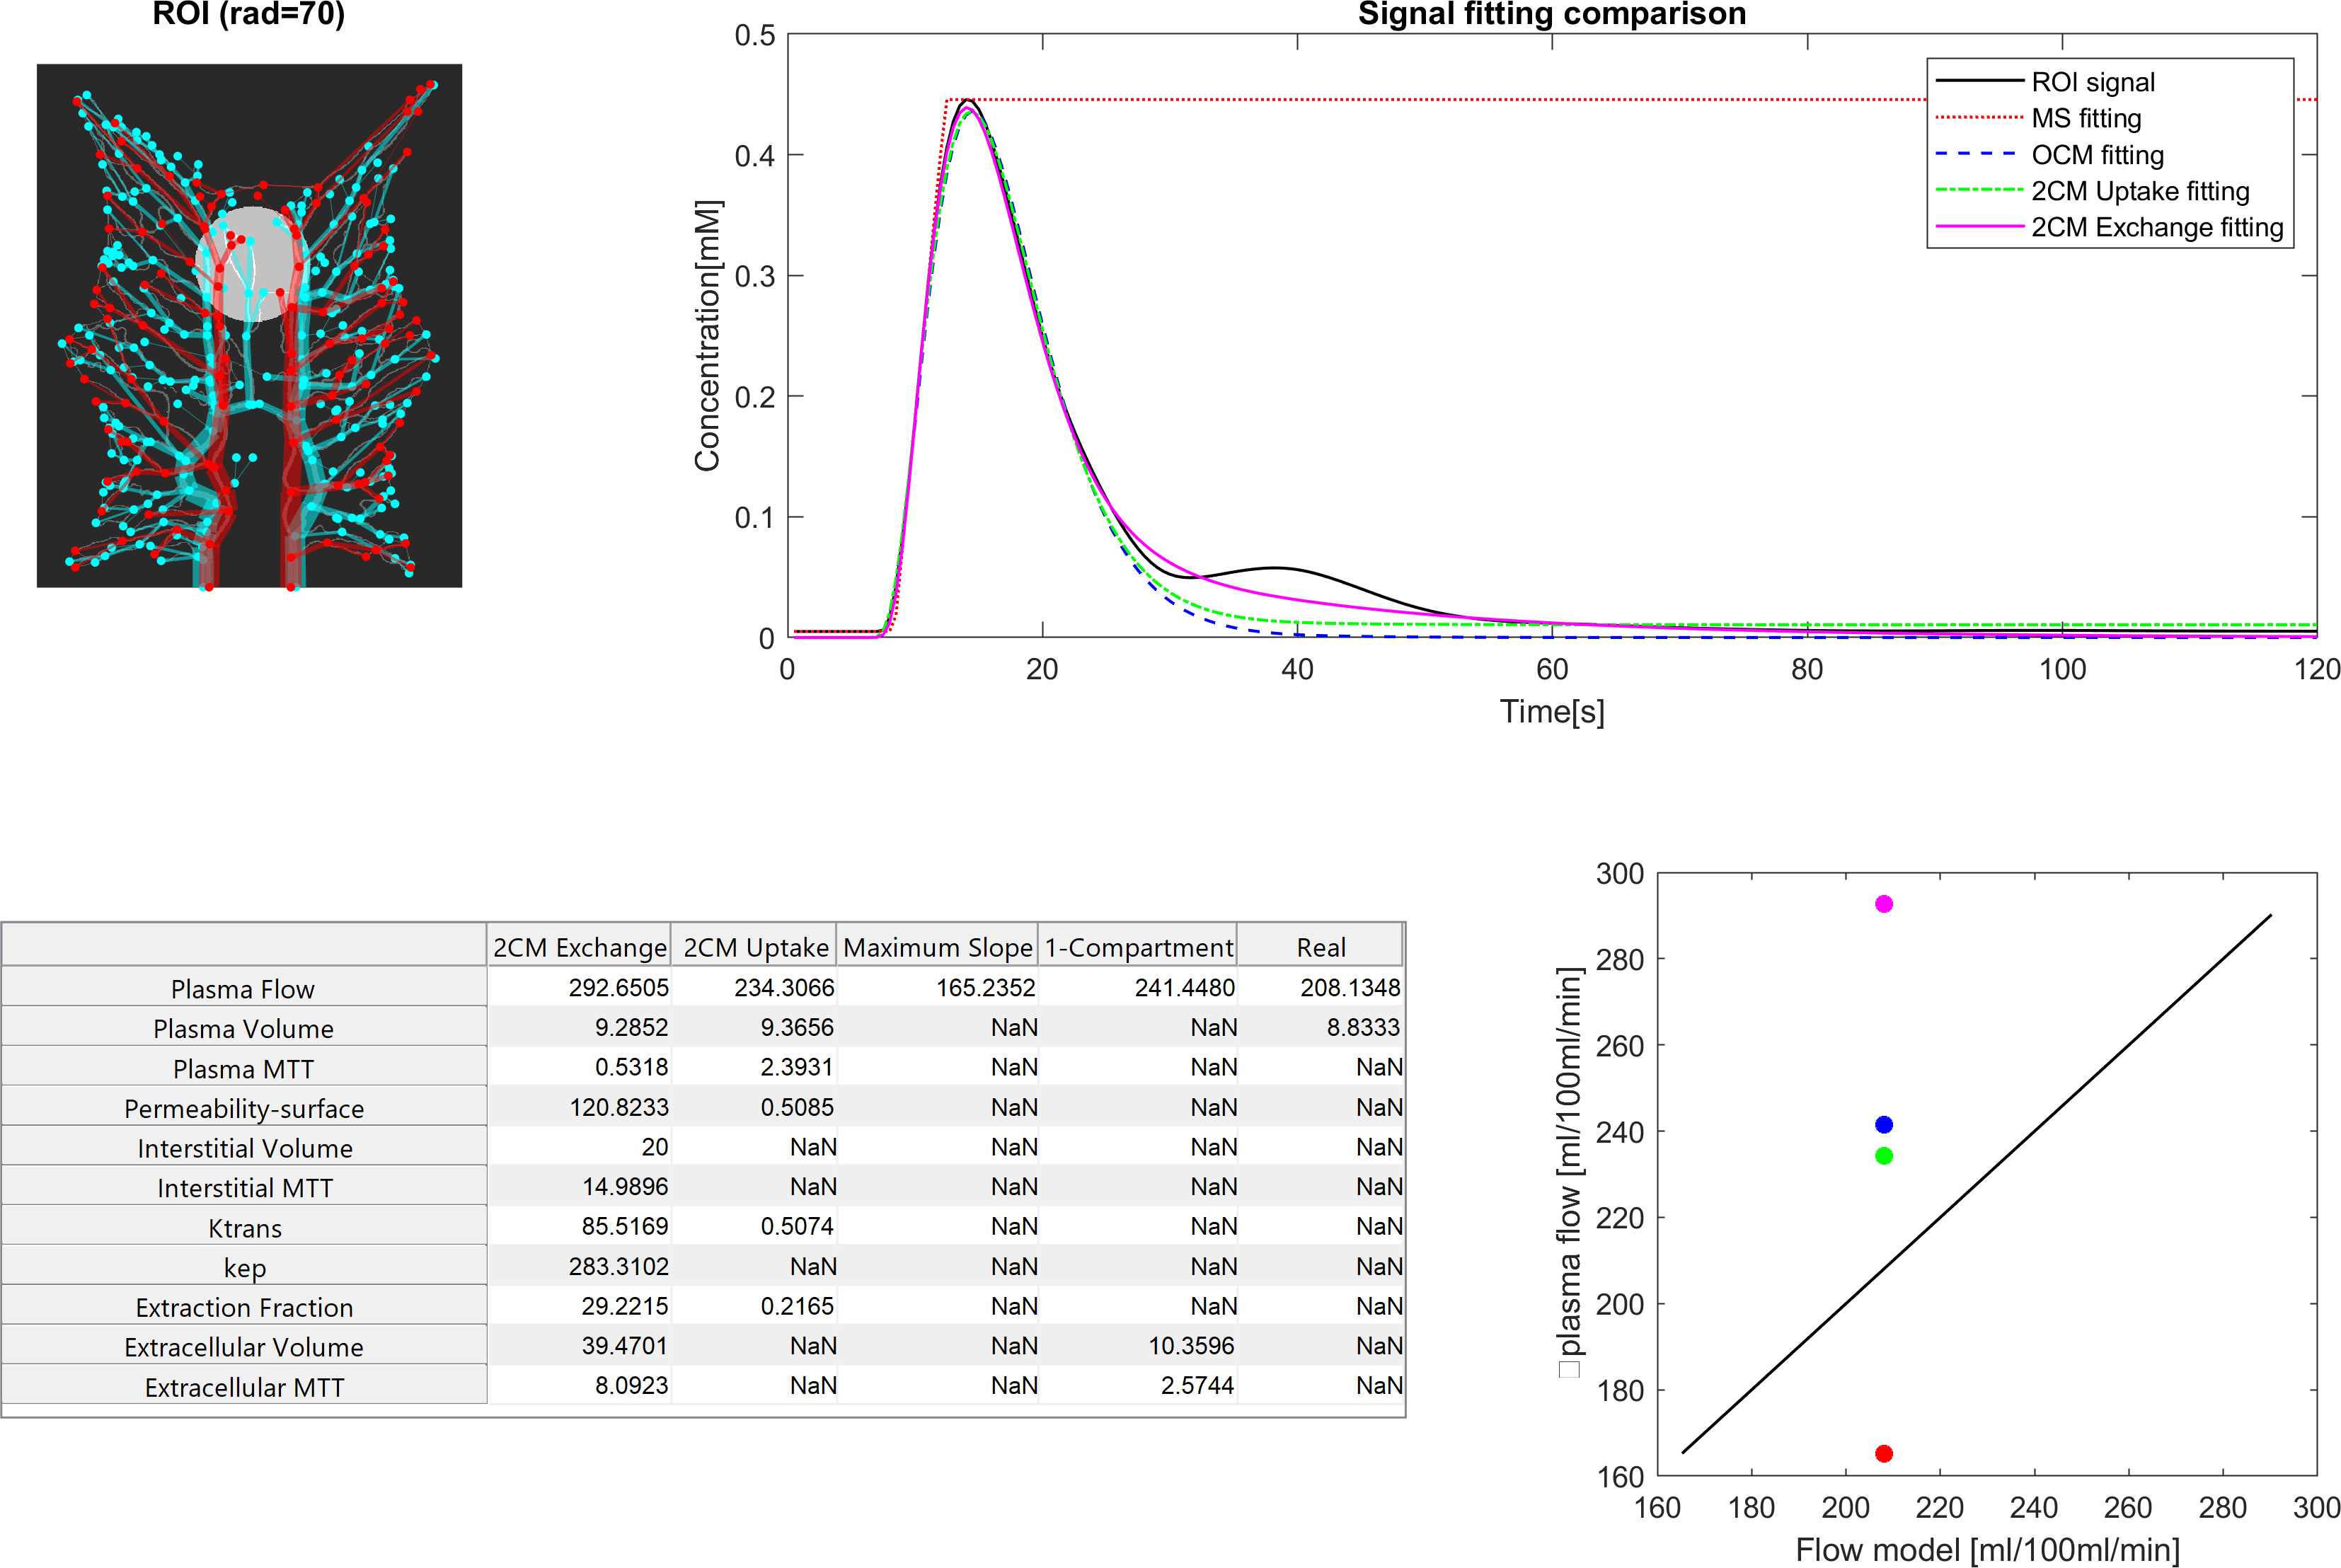 ROI (rad=70)
Signal fitting comparison
0.5
0.4
0.3
0.2
0.1
0
Concentration[mM]
0 20 40 60 80 100 120
Time[s]
ROI signal
MS fitting
OCM fitting
2CM Uptake fitting
2CM Exchange fitting
2CM Exchange 2CM Uptake Maximum Slope 1-Compartment Real
Plasma Flow 292.6505 234.3066 165.2352 241.4480 208.1348
Plasma Volume 9.2852 9.3656 NaN NaN 8.8333
Plasma MTT 0.5318 2.3931 NaN NaN NaN
Permeability-surface 120.8233 0.5085 NaN NaN NaN
Interstitial Volume 20 NaN NaN NaN NaN
Interstitial MTT 14.9896 NaN NaN NaN NaN
Ktrans 85.5169 0.5074 NaN NaN NaN
kep 283.3102 NaN NaN NaN NaN
Extraction Fraction 29.2215 0.2165 NaN NaN NaN
Extracellular Volume 39.4701 NaN NaN 10.3596 NaN
Extracellular MTT 8.0923 NaN NaN 2.5744 NaN
300
280
260
240
220
200
180
160
□plasma flow [ml/100ml/min]
160 180 200 220 240 260 280 300
Flow model [ml/100ml/min]